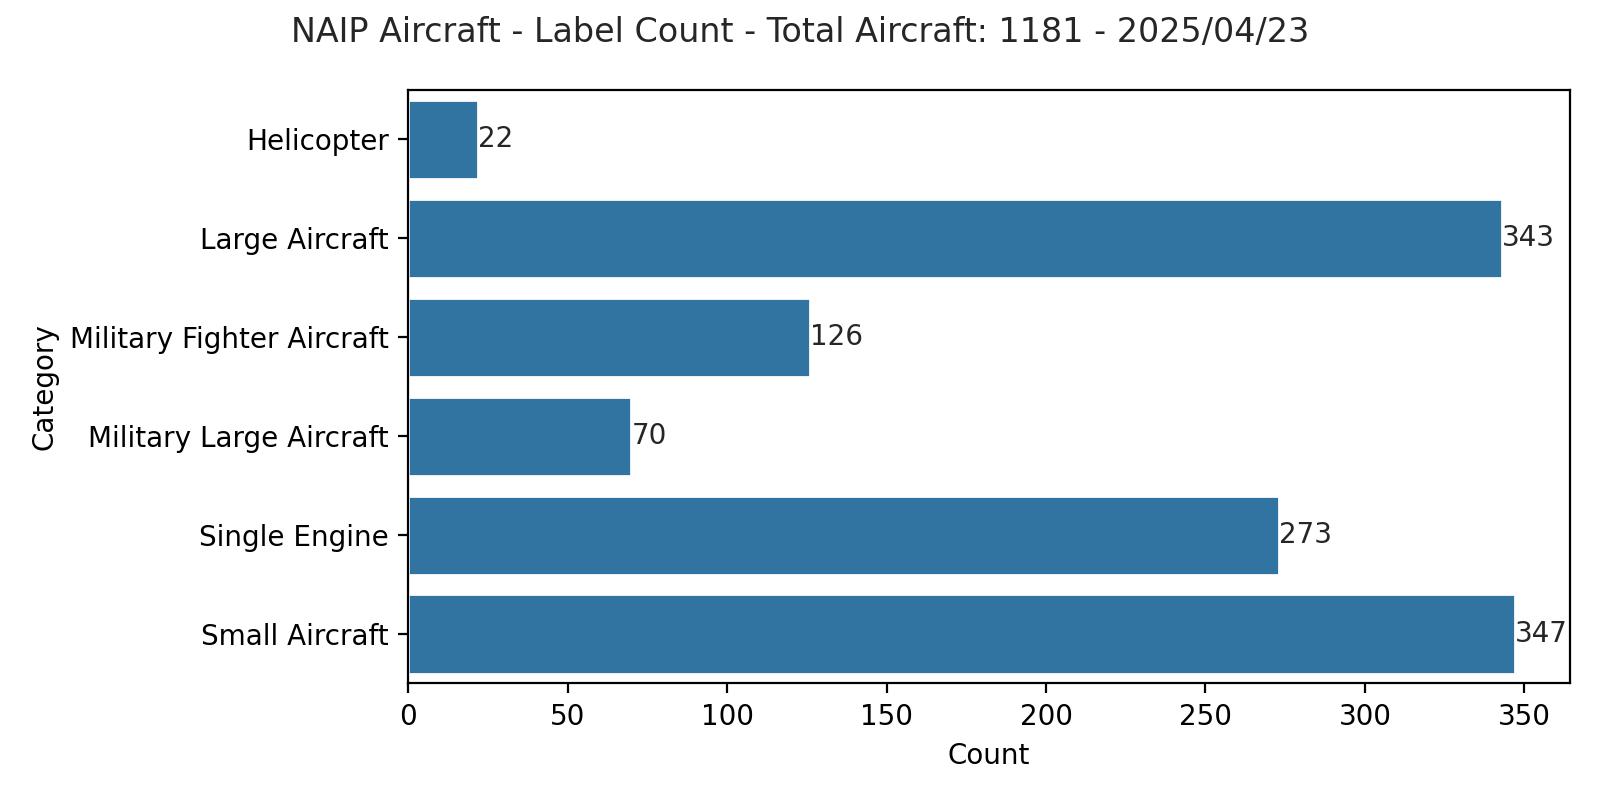 NAIP Aircraft - Label Count - Total Aircraft: 1181 - 2025/04/23
Category
Helicopter 22
Large Aircraft 343
Military Fighter Aircraft 126
Military Large Aircraft 70
Single Engine 273
Small Aircraft 347
0 50 100 150 200 250 300 350
Count